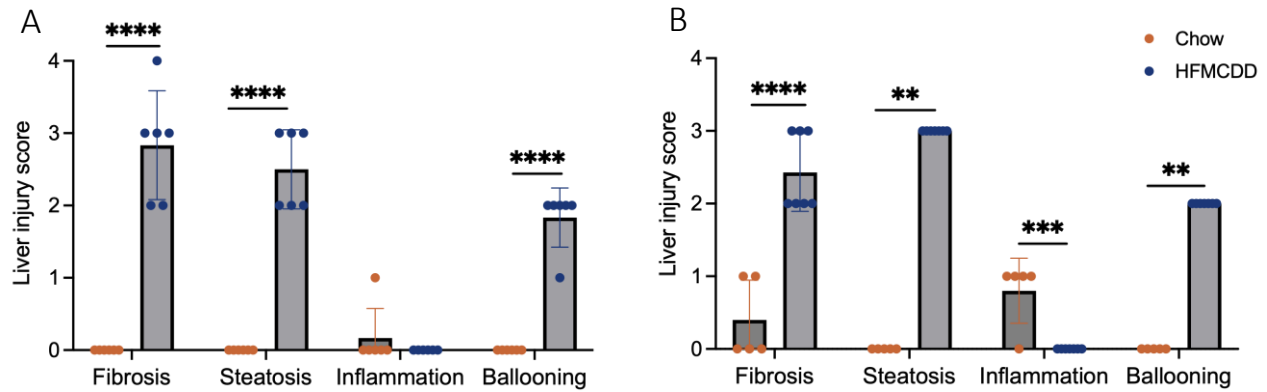 A
****
****
****
Liver injury score
4
3
2
1
0
Fibrosis Steatosis Inflammation Ballooning
B
Chow
HFMCDD
****
**
***
**
Liver injury score
4
3
2
1
0
Fibrosis Steatosis Inflammation Ballooning